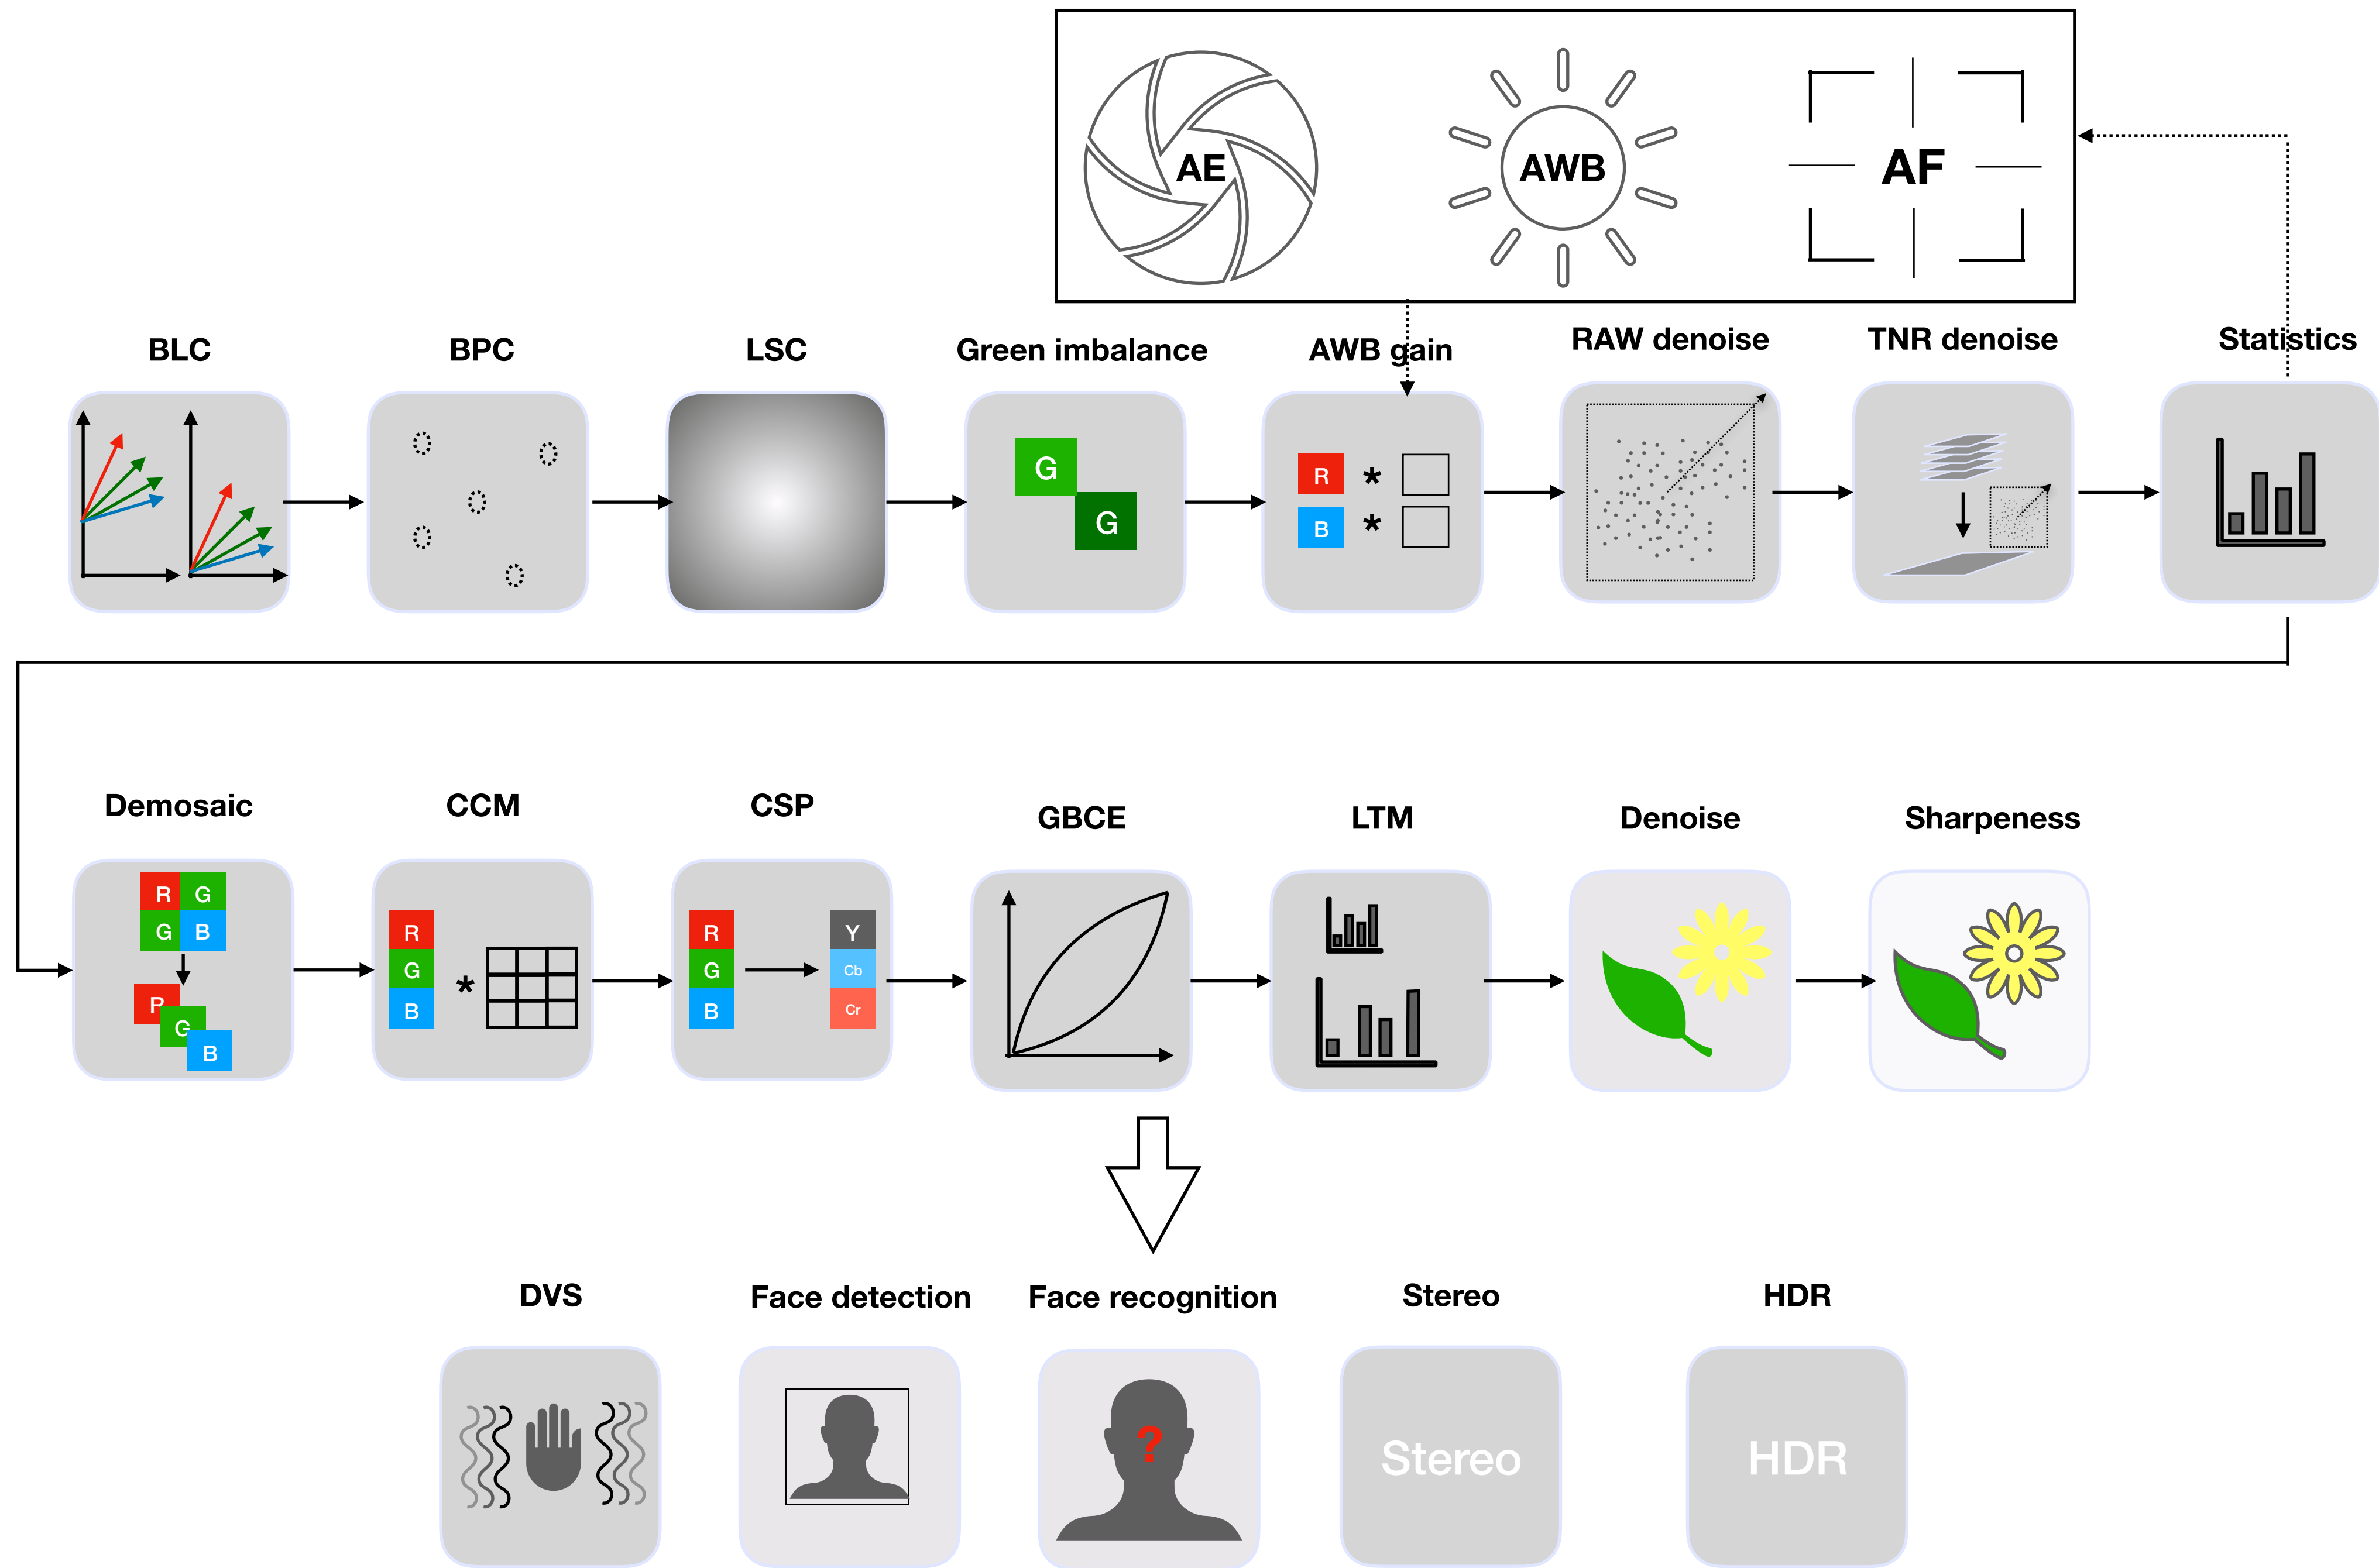 AE
AWB
AF
BLC
BPC
LSC
Green imbalance
AWB gain
RAW denoise
TNR denoise
Statistics
G
G
R *
B *
Demosaic
CCM
CSP
GBCE
LTM
Denoise
Sharpeness
R G
G B
R
G
B
R
G
B
*
R
G
B
Y
Cb
Cr
DVS
Face detection
Face recognition
Stereo
HDR
?
Stereo
HDR